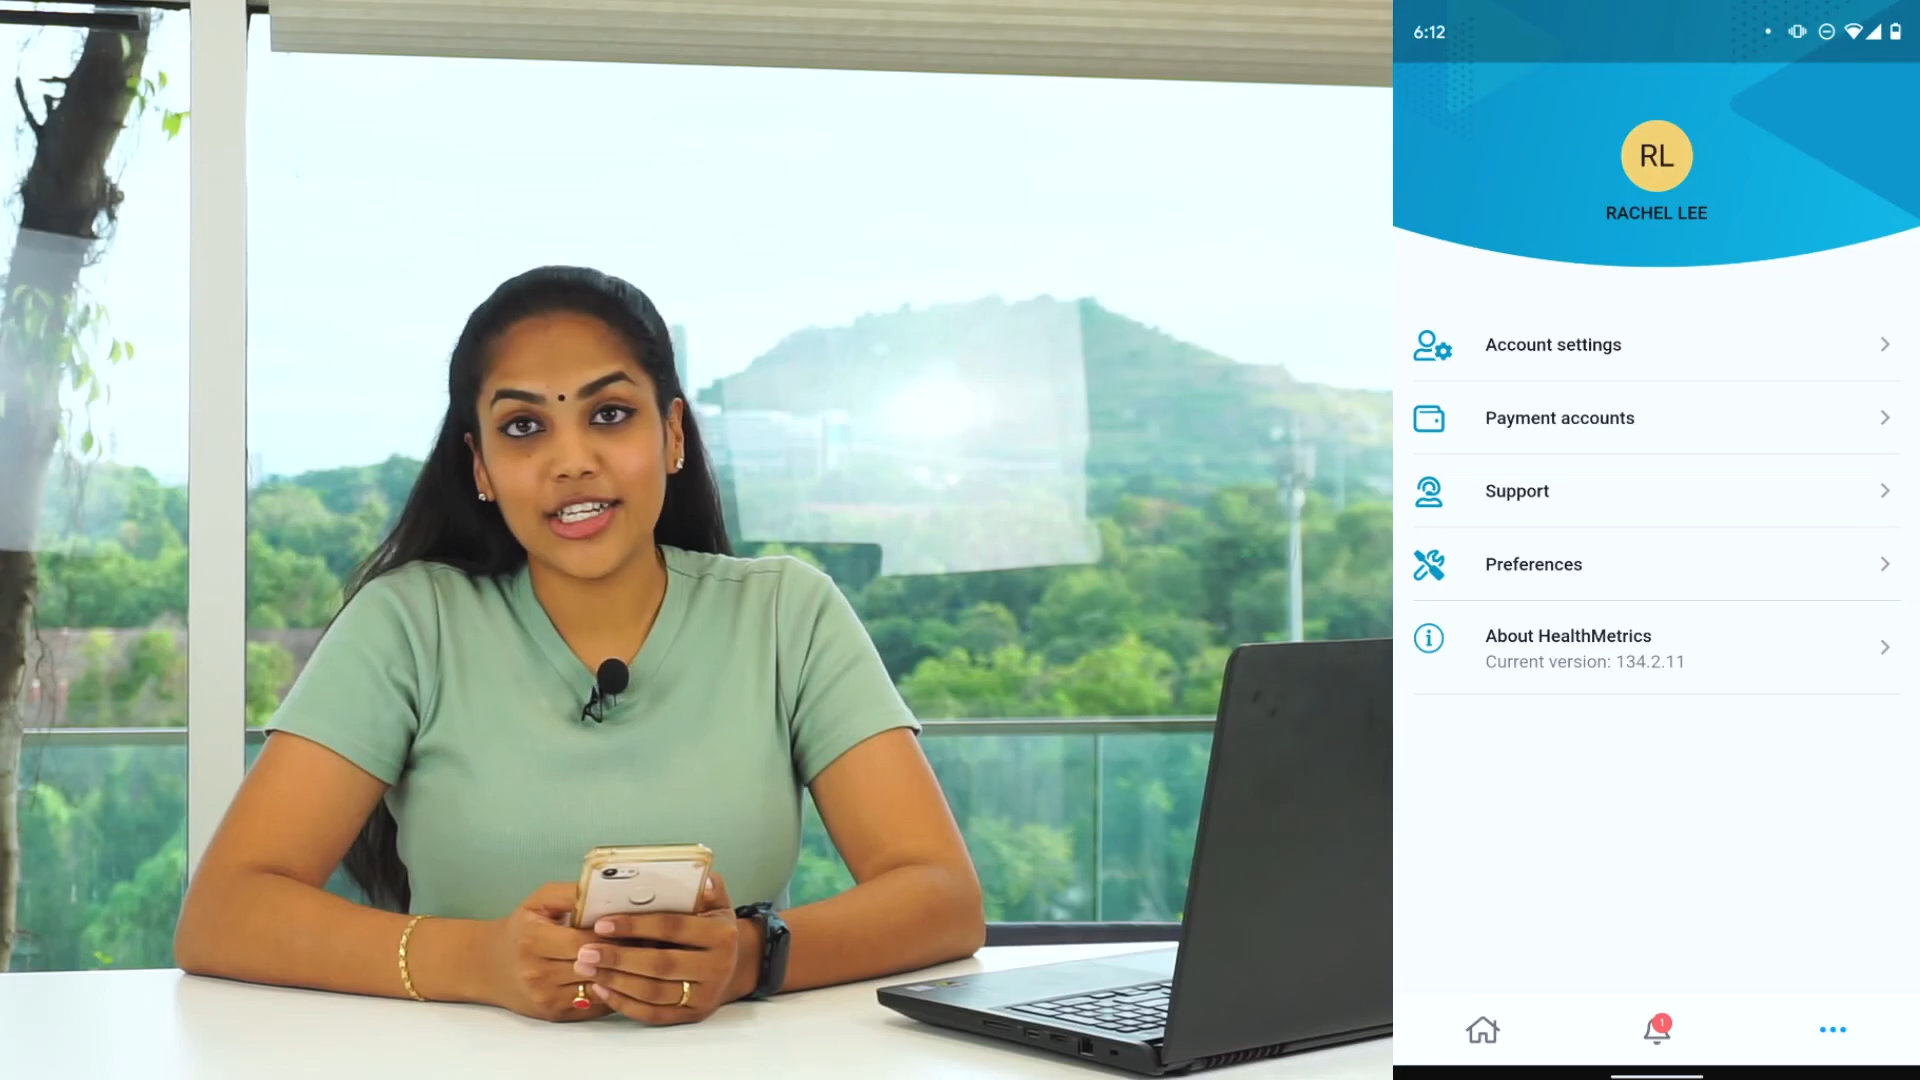 6:12
RL
RACHEL LEE
Account settings
Payment accounts
Support
Preferences
About HealthMetrics
Current version: 134.2.11
1